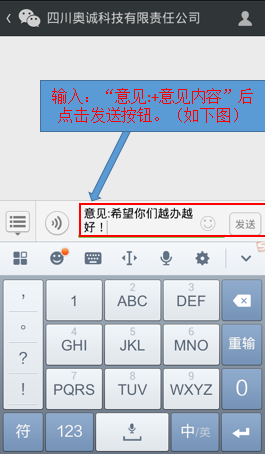 四川奥诚科技有限责任公司
输入：“意见:+意见内容”后
点击发送按钮。（如下图）
意见:希望你们越办越
好！
发送
，
1
2
ABC
3
DEF
。
?
4
GHI
5
JKL
6
MNO
重输
!
7
PQRS
8
TUV
9
WXYZ
0
符
123
中/英